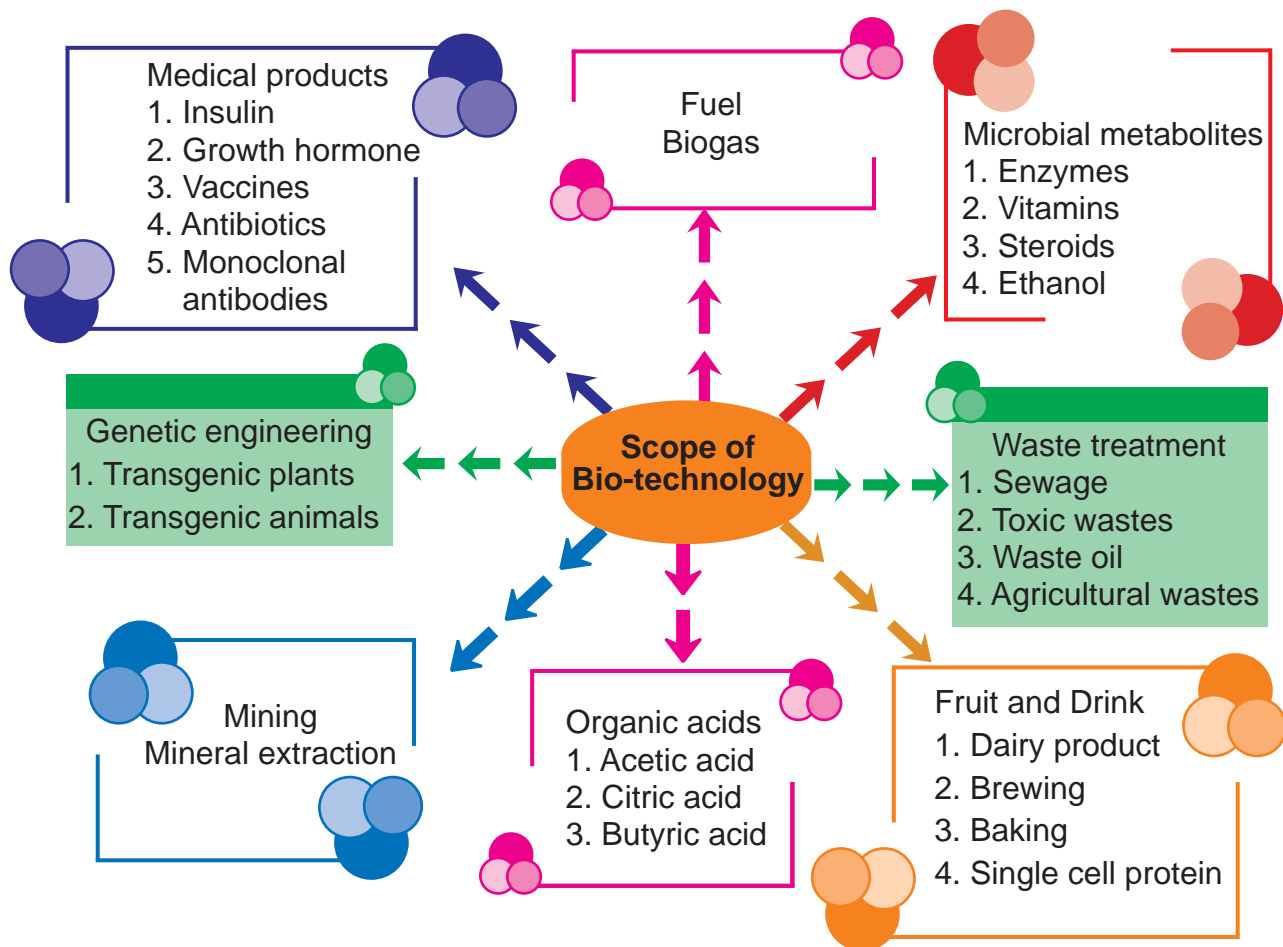 Medical products
1. Insulin
2. Growth hormone
3. Vaccines
4. Antibiotics
5. Monoclonal
antibodies
Fuel
Biogas
Microbial metabolites
1. Enzymes
2. Vitamins
3. Steroids
4. Ethanol
Genetic engineering
1. Transgenic plants
2. Transgenic animals
Scope of
Bio-technology
Waste treatment
1. Sewage
2. Toxic wastes
3. Waste oil
4. Agricultural wastes
Mining
Mineral extraction
Organic acids
1. Acetic acid
2. Citric acid
3. Butyric acid
Fruit and Drink
1. Dairy product
2. Brewing
3. Baking
4. Single cell protein